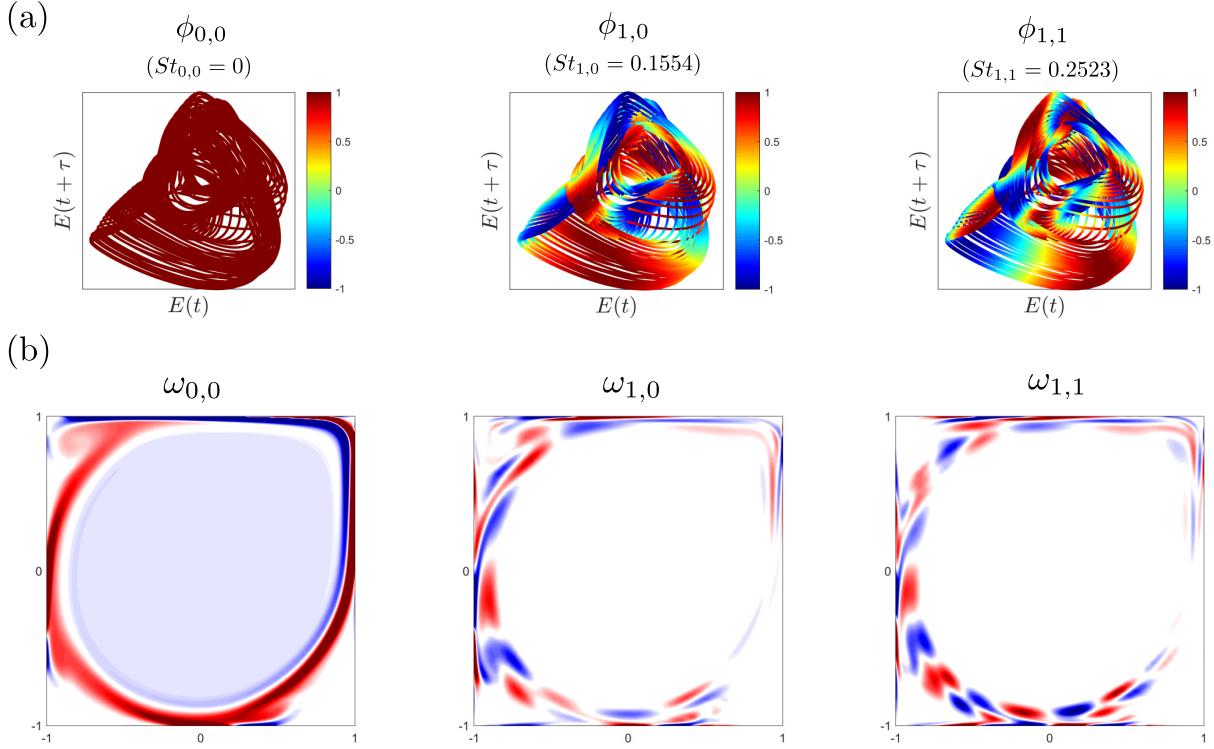 (a)
ϕ0,0 ϕ1,0 ϕ1,1
(St0,0 = 0) (St1,0 = 0.1554) (St1,1 = 0.2523)
1 1 1
0.5 0.5 0.5
E(t + τ) E(t + τ) E(t + τ)
0 0 0
-0.5 -0.5 -0.5
-1 -1 -1
E(t) E(t) E(t)
(b)
ω0,0 ω1,0 ω1,1
1 1 1
0 0 0
-1 -1 -1
-1 0 1 -1 0 1 -1 0 1